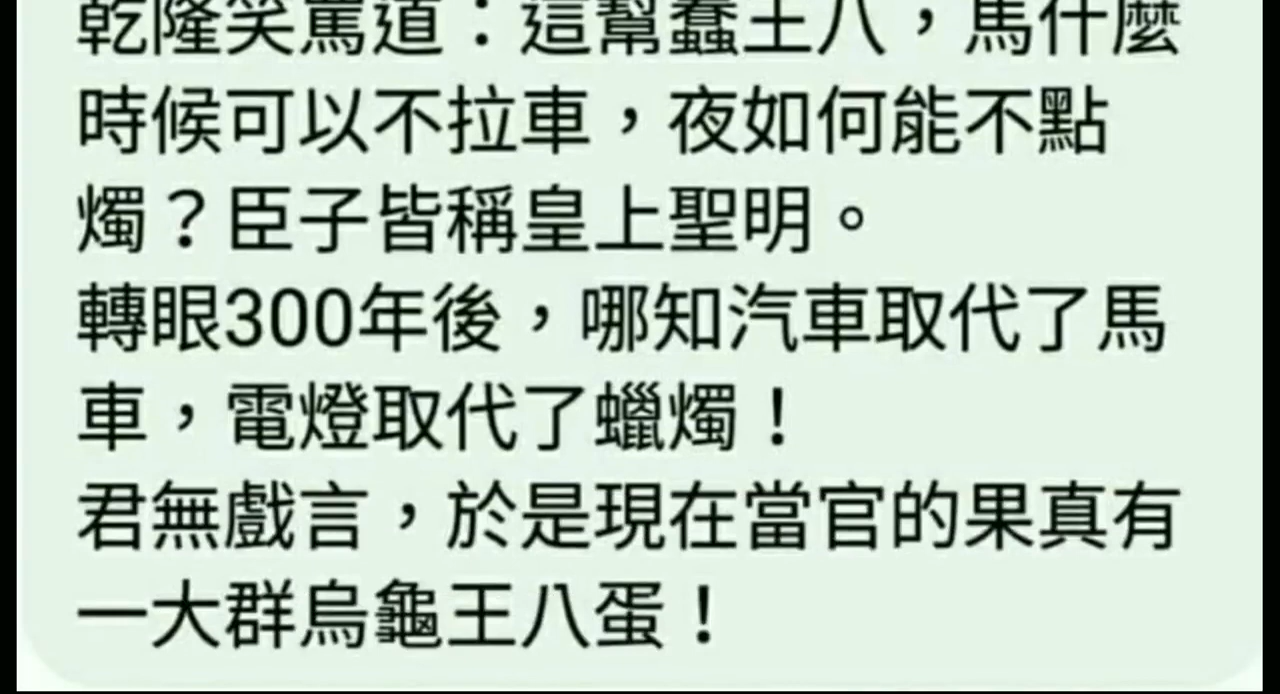 乾隆笑罵道：這幫蠢王八，馬什麼
時候可以不拉車，夜如何能不點
燭？臣子皆稱皇上聖明。
轉眼300年後，哪知汽車取代了馬
車，電燈取代了蠟燭！
君無戲言，於是現在當官的果真有
一大群烏龜王八蛋！